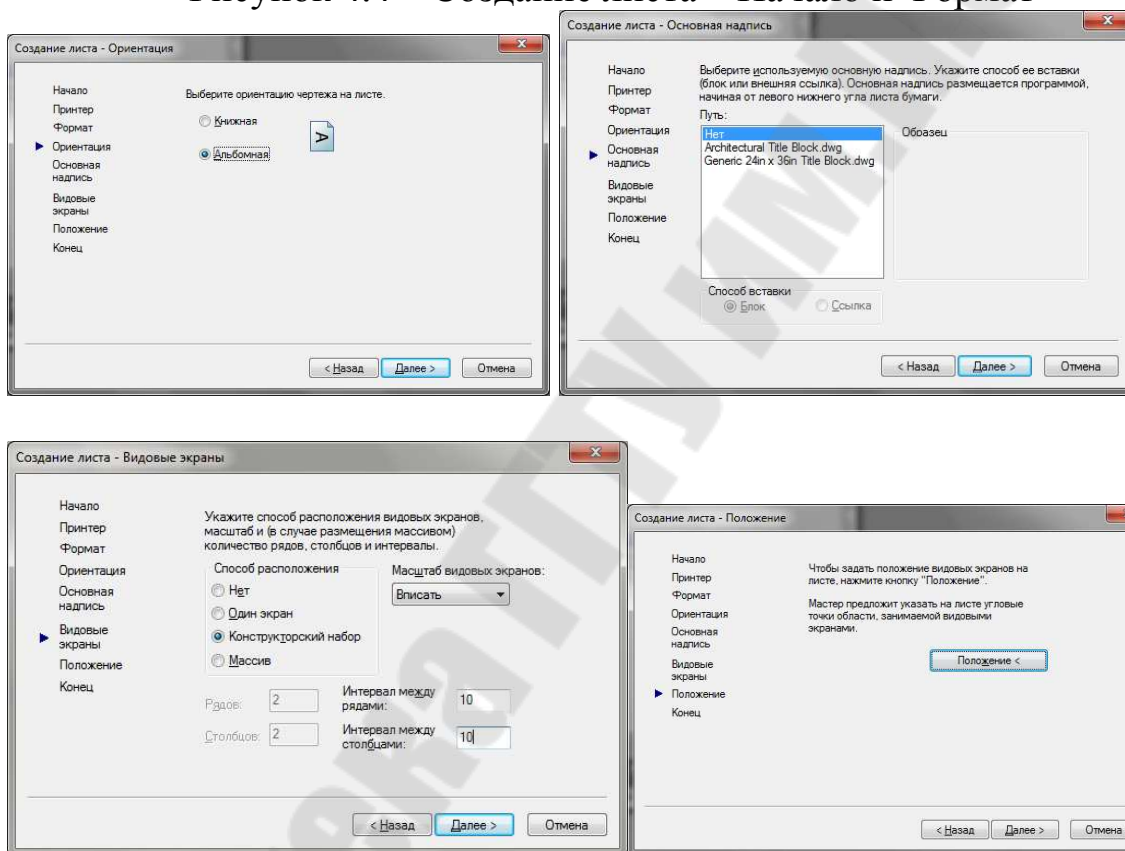 Создание листа - Ориентация
Начало
Принтер
Формат
Ориентация
Основная
надпись
Видовые
экраны
Положение
Конец
Выберите ориентацию чертежа на листе.
Книжная
Альбомная
A
< Назад
Далее >
Отмена
Создание листа - Основная надпись
Начало
Принтер
Формат
Ориентация
Основная
надпись
Видовые
экраны
Положение
Конец
Выберите используемую основную надпись. Укажите способ ее вставки
(блок или внешняя ссылка). Основная надпись размещается программой,
начиная от левого нижнего угла листа бумаги.
Путь:
Нет
Architectural Title Block.dwg
Generic 24in x 36in Title Block.dwg
Образец
Способ вставки
Блок
Ссылка
< Назад
Далее >
Отмена
Создание листа - Видовые экраны
Начало
Принтер
Формат
Ориентация
Основная
надпись
Видовые
экраны
Положение
Конец
Укажите способ расположения видовых экранов,
масштаб и (в случае размещения массивом)
количество рядов, столбцов и интервалы.
Способ расположения
Нет
Один экран
Конструкторский набор
Массив
Масштаб видовых экранов:
Вписать
Рядов: 2
Интервал между
рядами: 10
Столбцов: 2
Интервал между
столбцами: 10
< Назад
Далее >
Отмена
Создание листа - Положение
Начало
Принтер
Формат
Ориентация
Основная
надпись
Видовые
экраны
Положение
Конец
Чтобы задать положение видовых экранов на
листе, нажмите кнопку "Положение".
Мастер предложит указать на листе угловые
точки области, занимаемой видовыми
экранами.
Положение <
< Назад
Далее >
Отмена